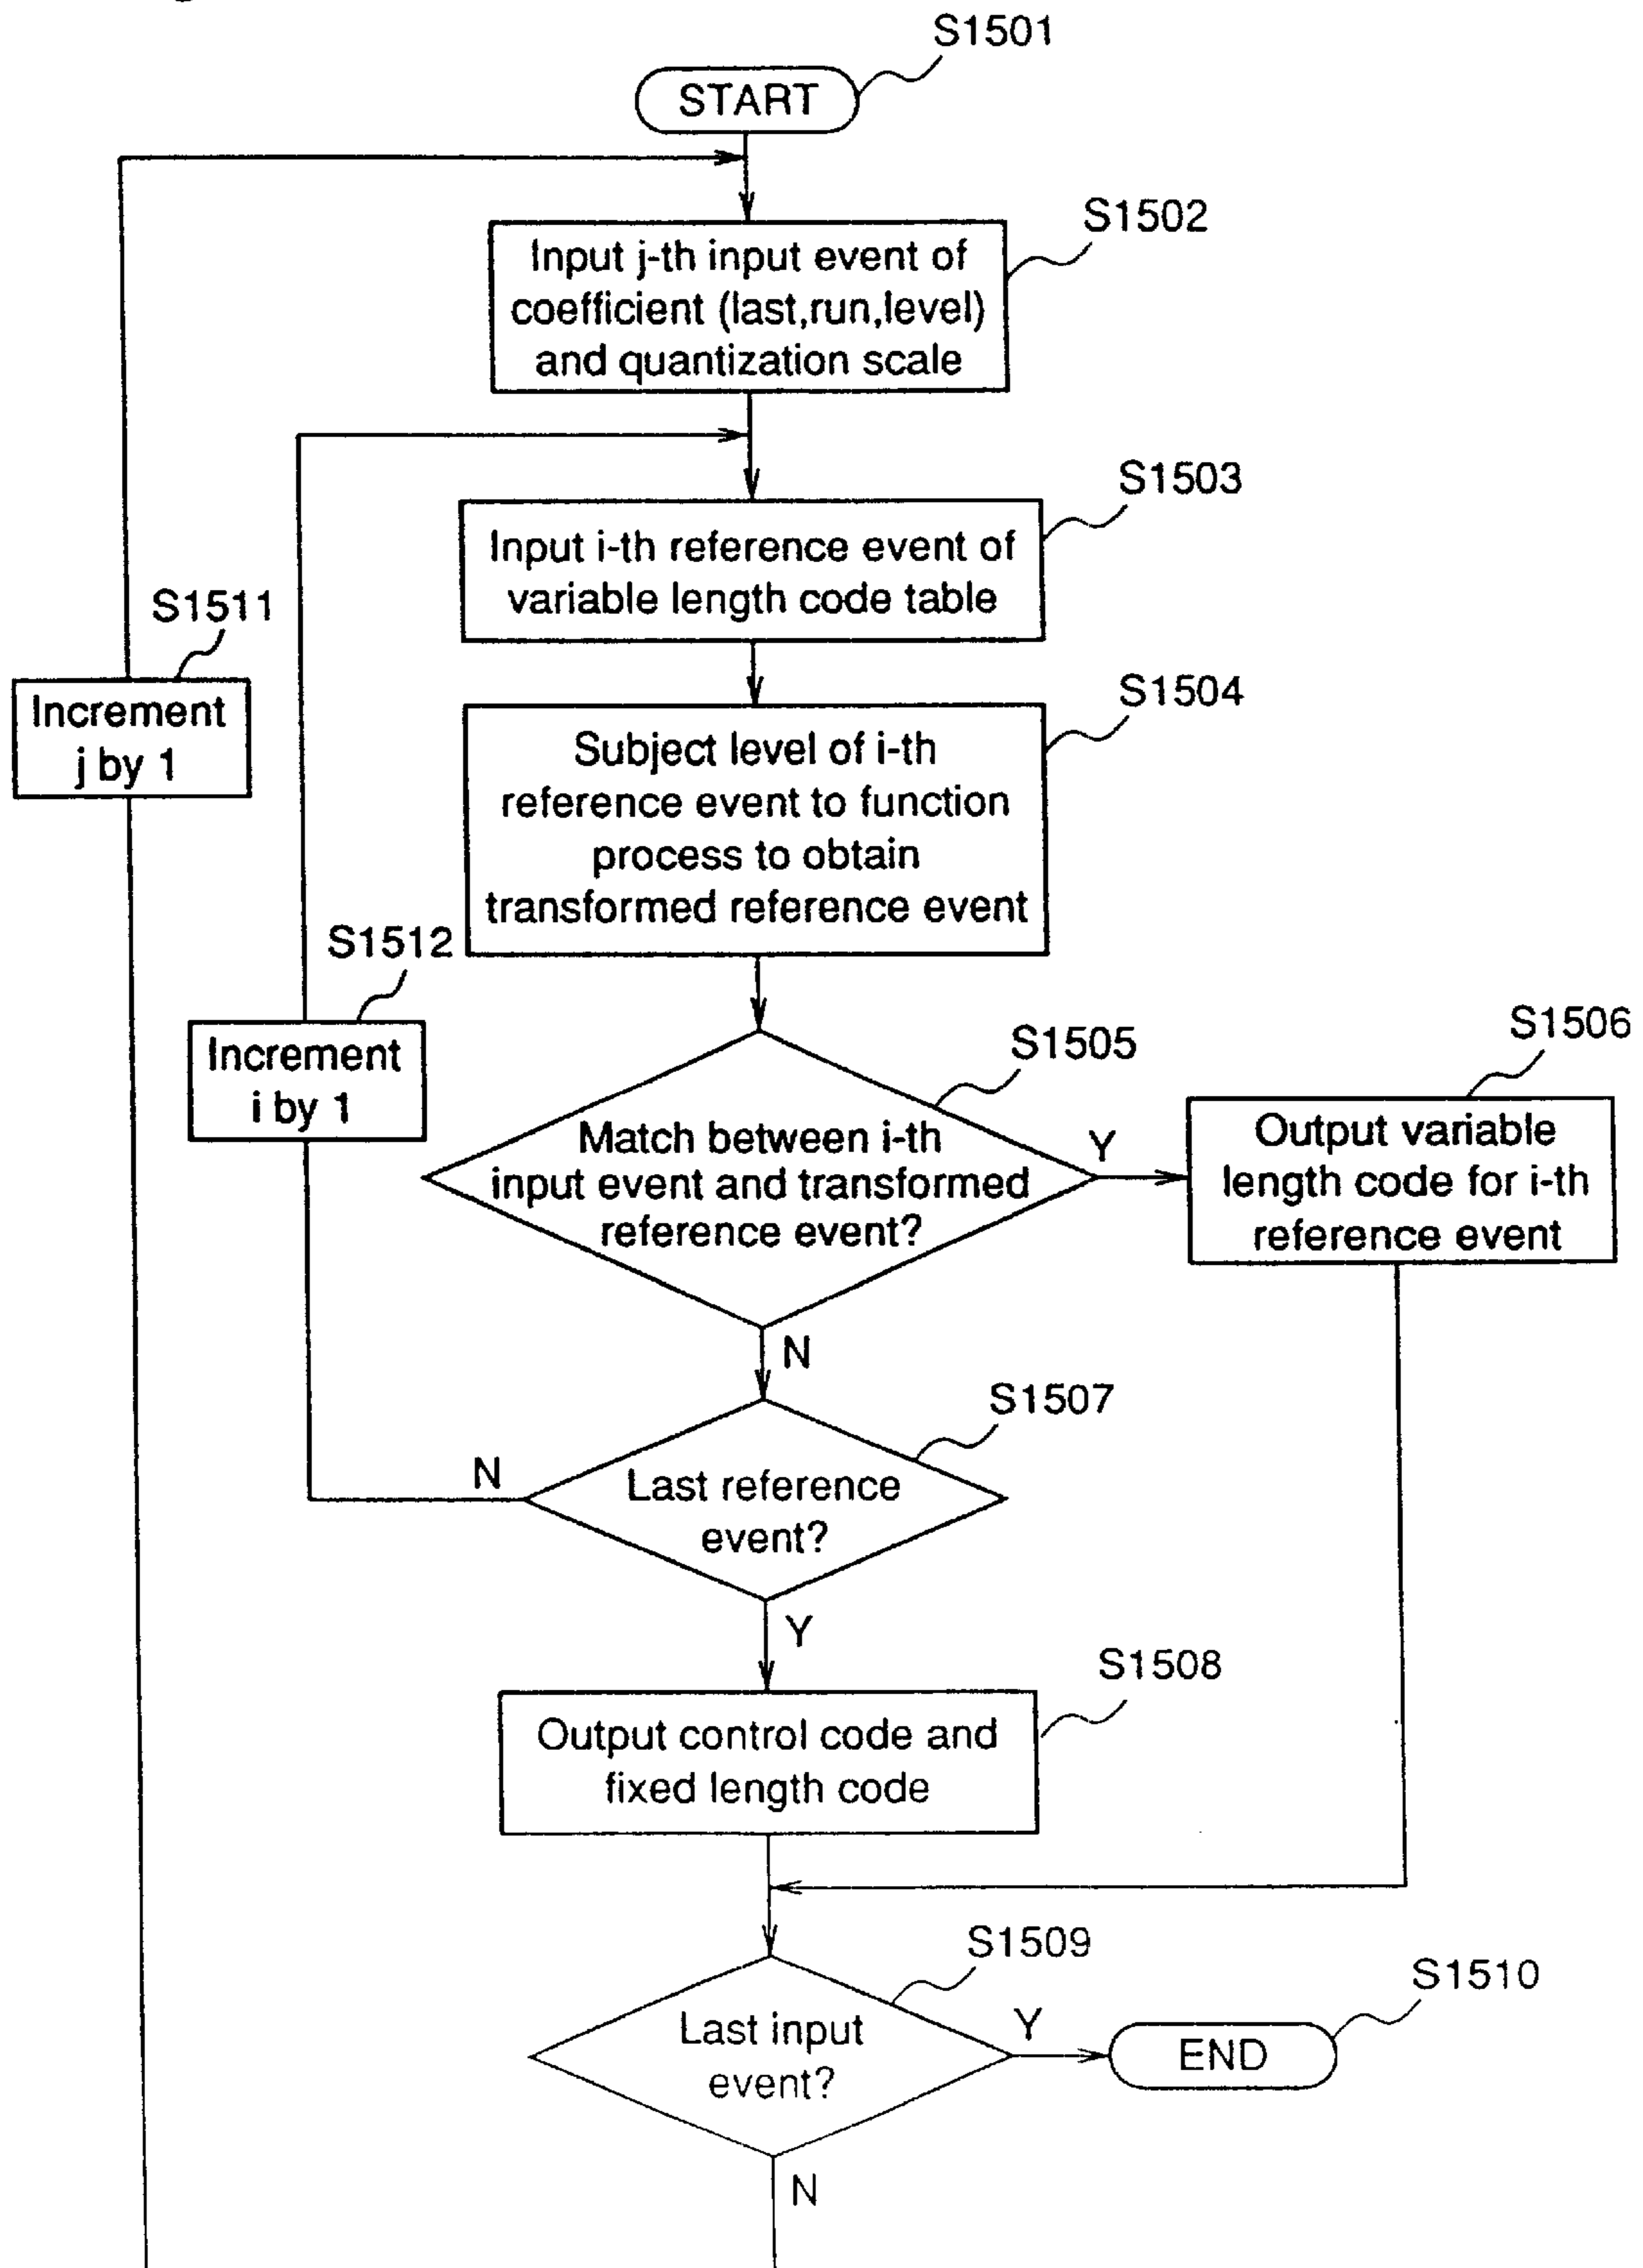 S1501
START
S1502
Input j-th input event of
coefficient (last,run,level)
and quantization scale
S1503
Input i-th reference event of
variable length code table
S1511
Increment
j by 1
S1504
Subject level of i-th
reference event to function
process to obtain
transformed reference event
S1512
Increment
i by 1
S1505
Match between i-th
input event and transformed
reference event?
Y
S1506
Output variable
length code for i-th
reference event
N
S1507
Last reference
event?
N
Y
S1508
Output control code and
fixed length code
S1509
Last input
event?
Y
S1510
END
N